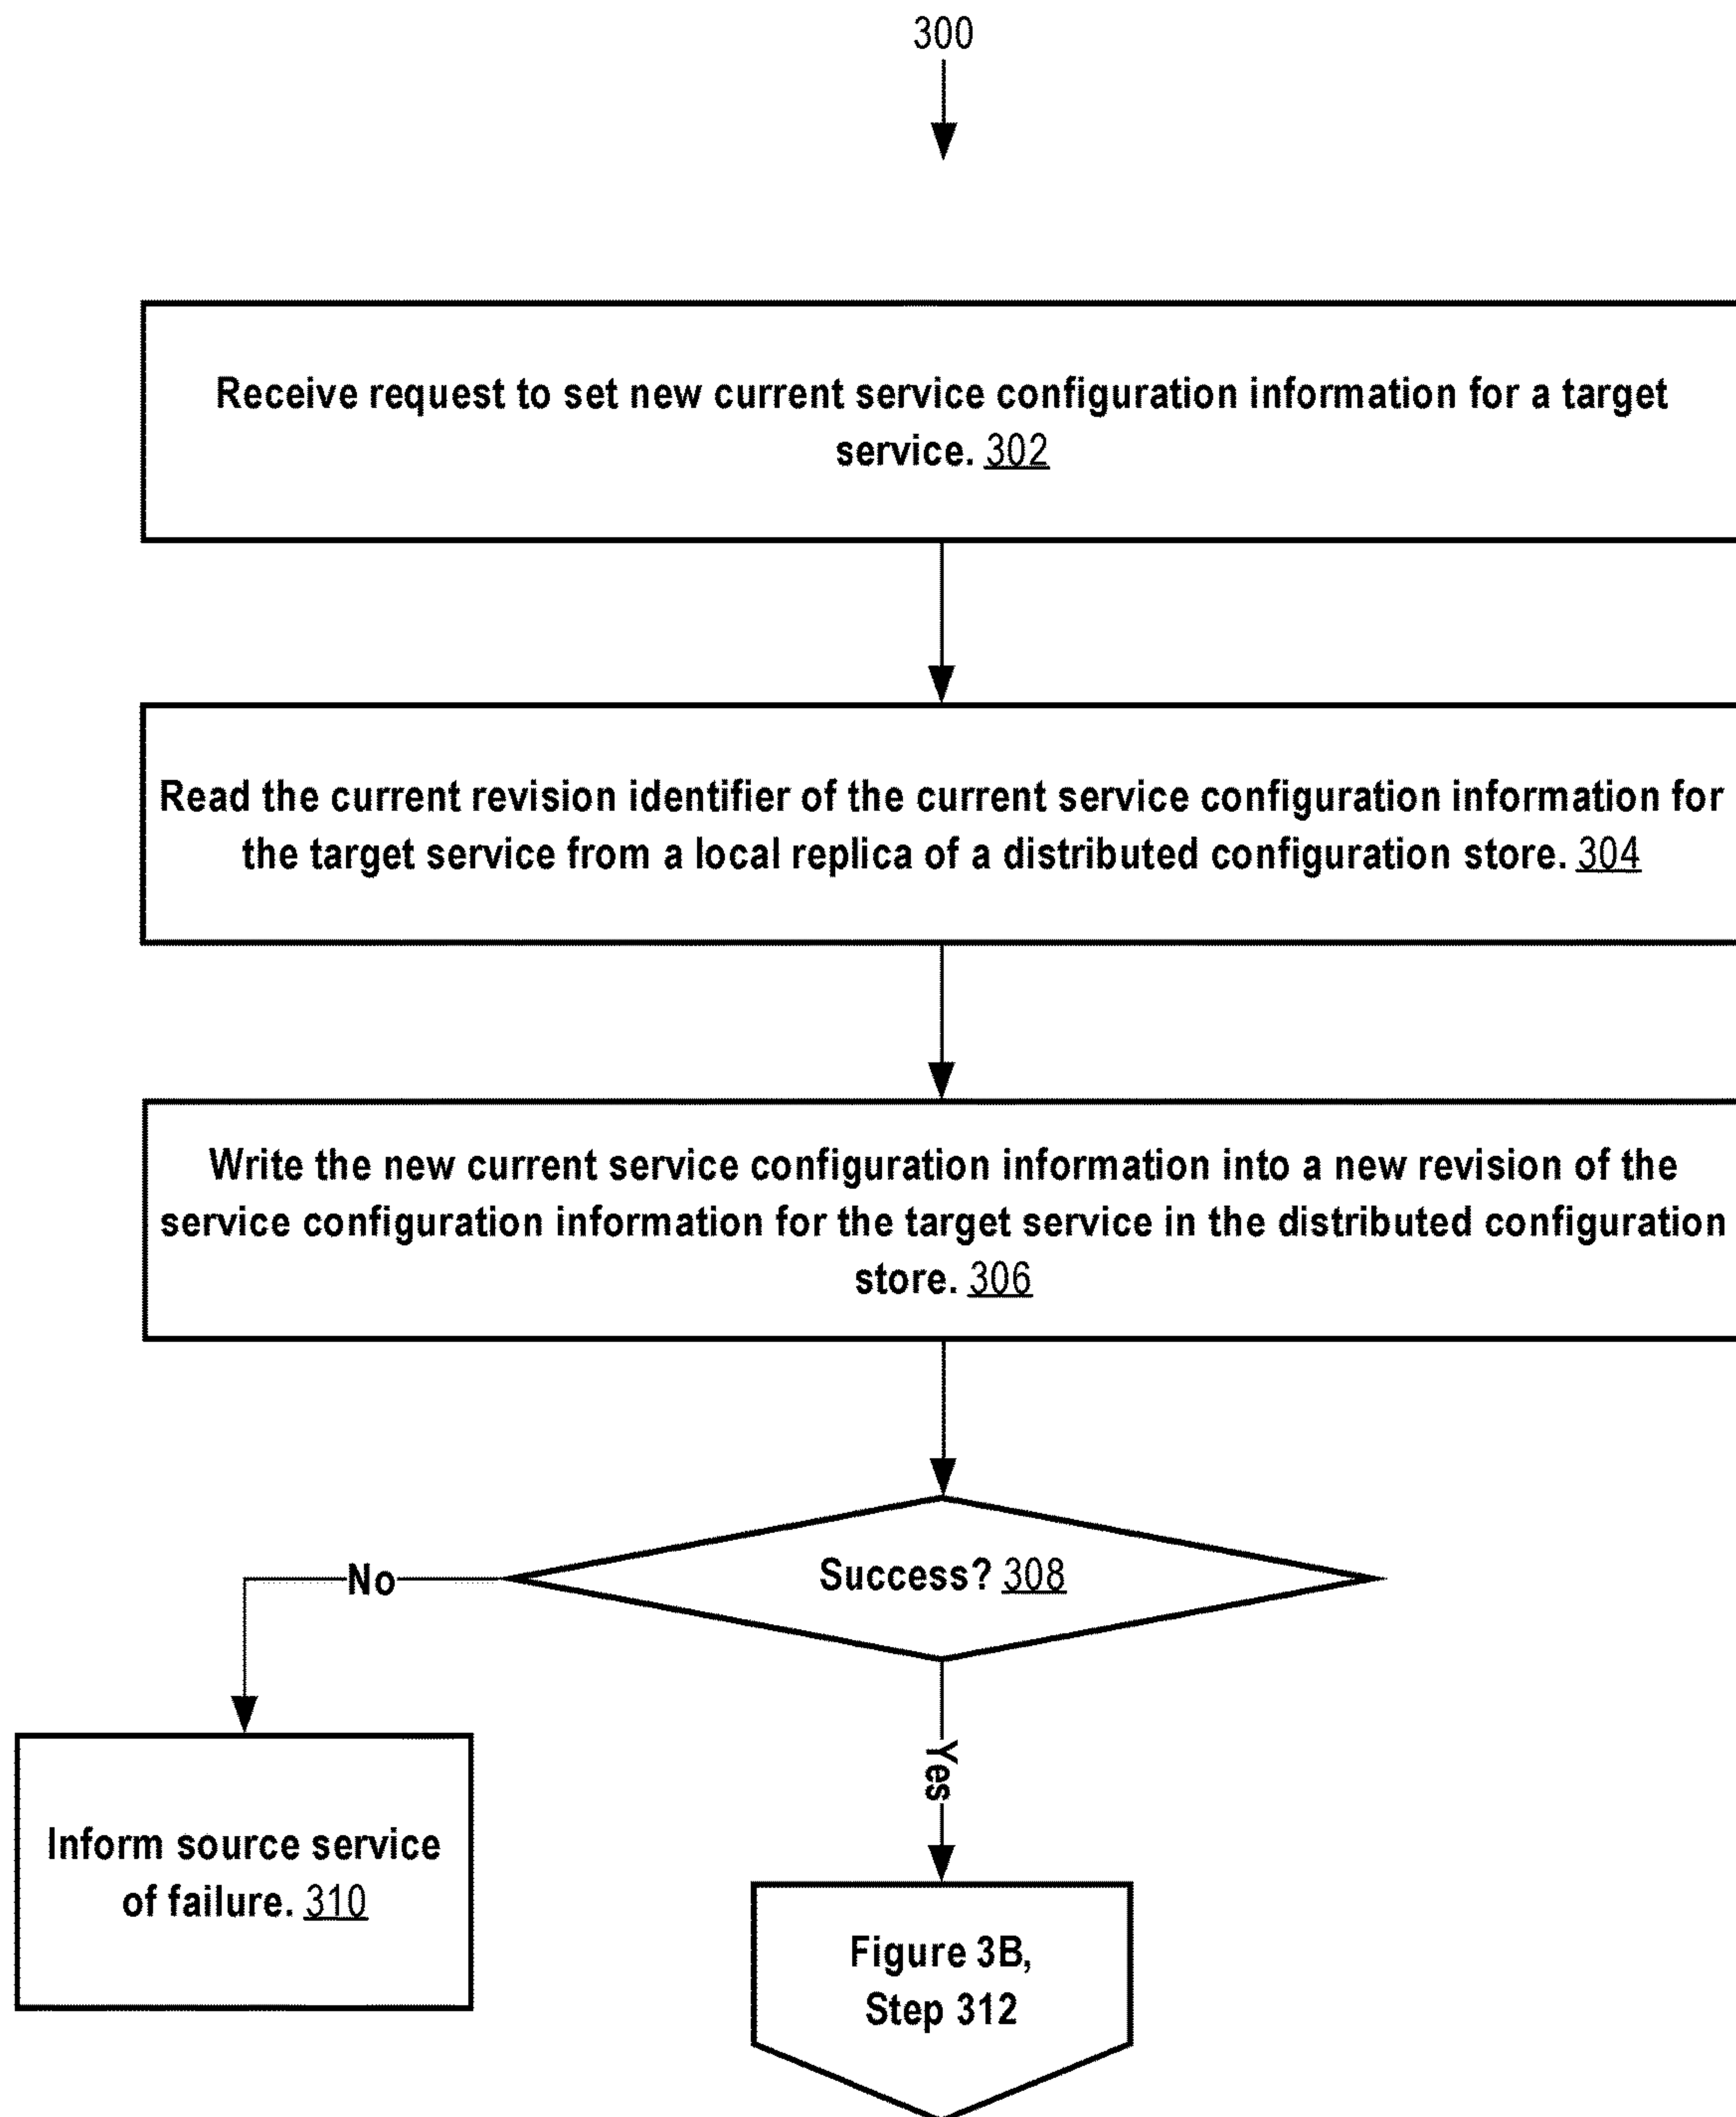 300
Receive request to set new current service configuration information for a target
service. 302
Read the current revision identifier of the current service configuration information for
the target service from a local replica of a distributed configuration store. 304
Write the new current service configuration information into a new revision of the
service configuration information for the target service in the distributed configuration
store. 306
Success? 308
No
Yes
Inform source service
of failure. 310
Figure 3B,
Step 312